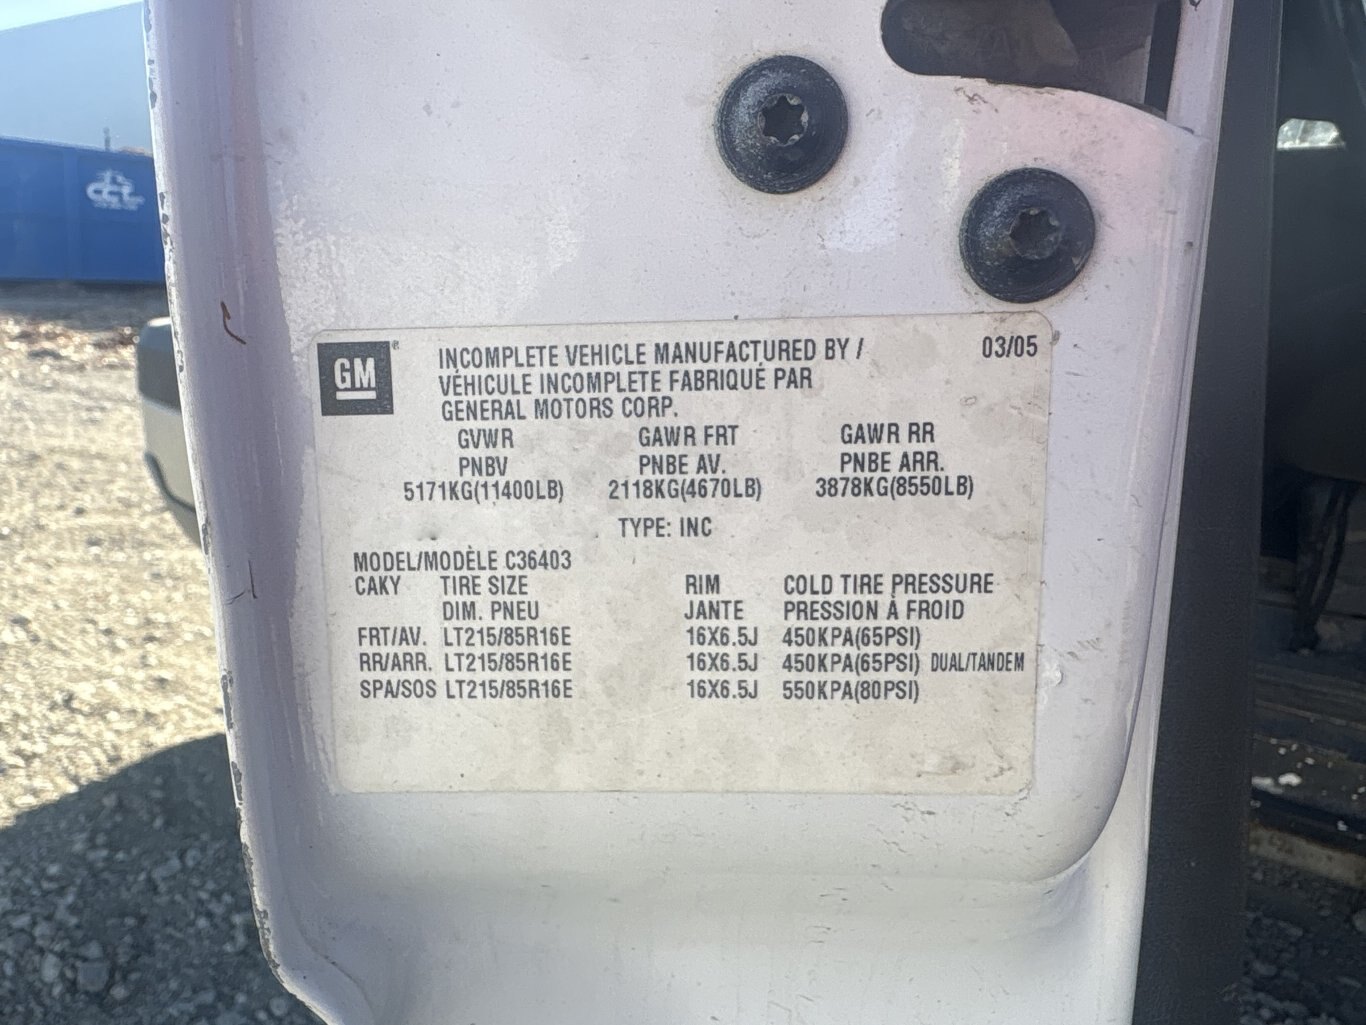 CCL
GM
INCOMPLETE VEHICLE MANUFACTURED BY / 03/05
VÉHICULE INCOMPLETE FABRIQUÉ PAR
GENERAL MOTORS CORP.
GVWR GAWR FRT GAWR RR
PNBV PNBE AV. PNBE ARR.
5171KG(11400LB) 2118KG(4670LB) 3878KG(8550LB)
TYPE: INC
MODEL/MODÈLE C36403
CAKY TIRE SIZE RIM COLD TIRE PRESSURE
DIM. PNEU JANTE PRESSION À FROID
FRT/AV. LT215/85R16E 16X6.5J 450KPA(65PSI)
RR/ARR. LT215/85R16E 16X6.5J 450KPA(65PSI) DUAL/TANDEM
SPA/SOS LT215/85R16E 16X6.5J 550KPA(80PSI)